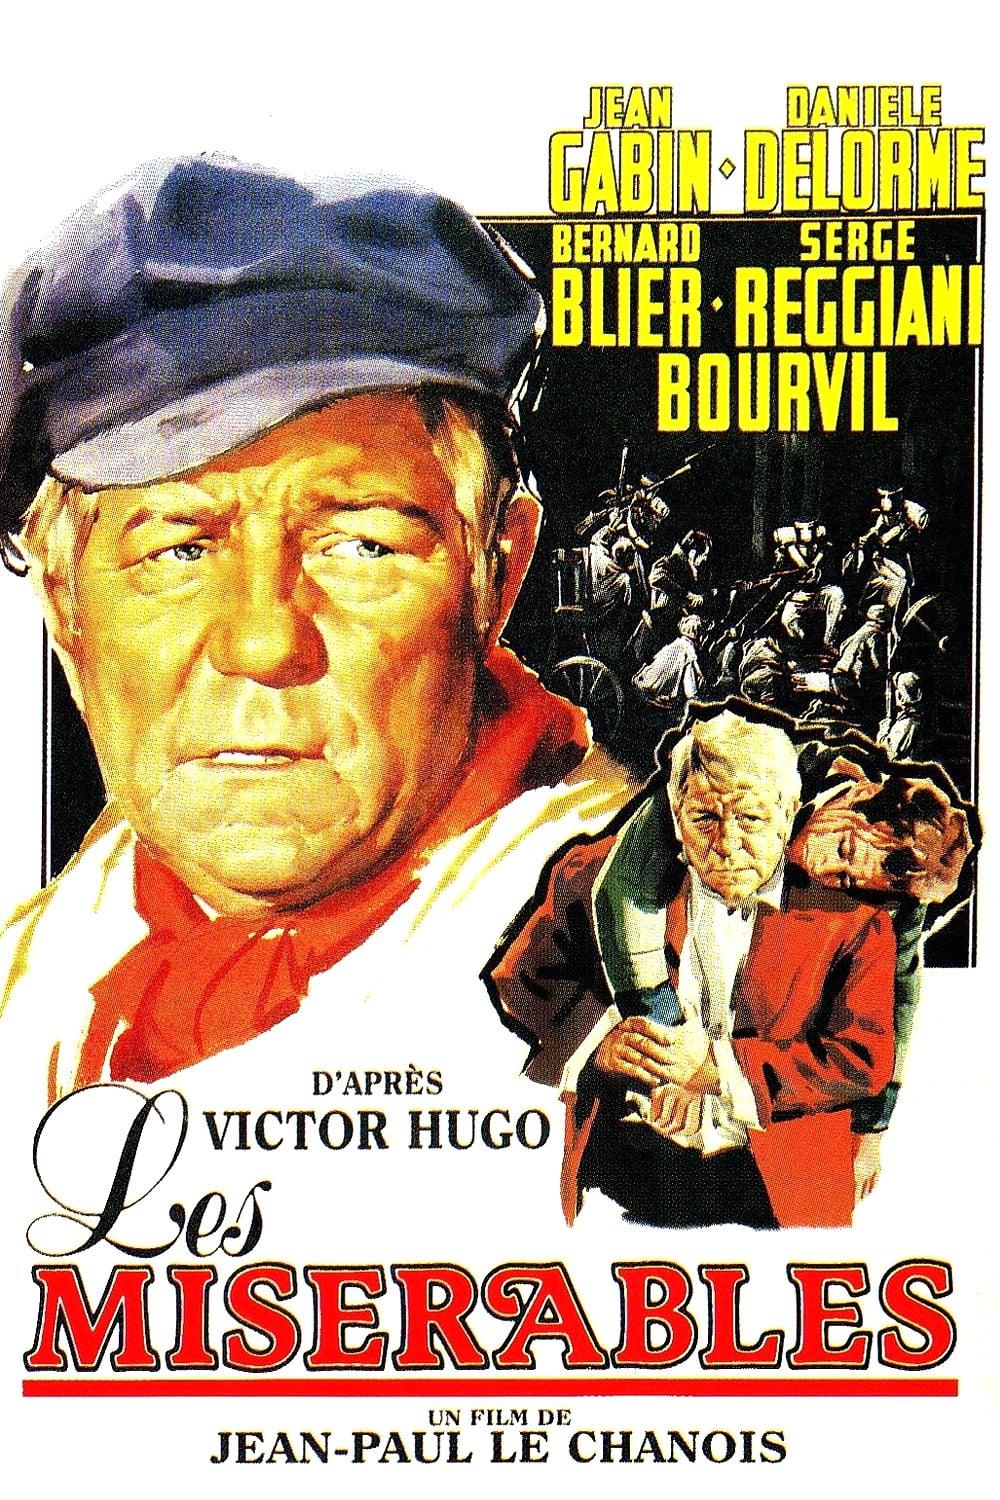 JEAN DANIELE
GABIN · DELORME
BERNARD SERGE
BLIER · REGGIANI
BOURVIL
D'APRÈS
VICTOR HUGO
Les
MISERABLES
UN FILM DE
JEAN-PAUL LE CHANOIS